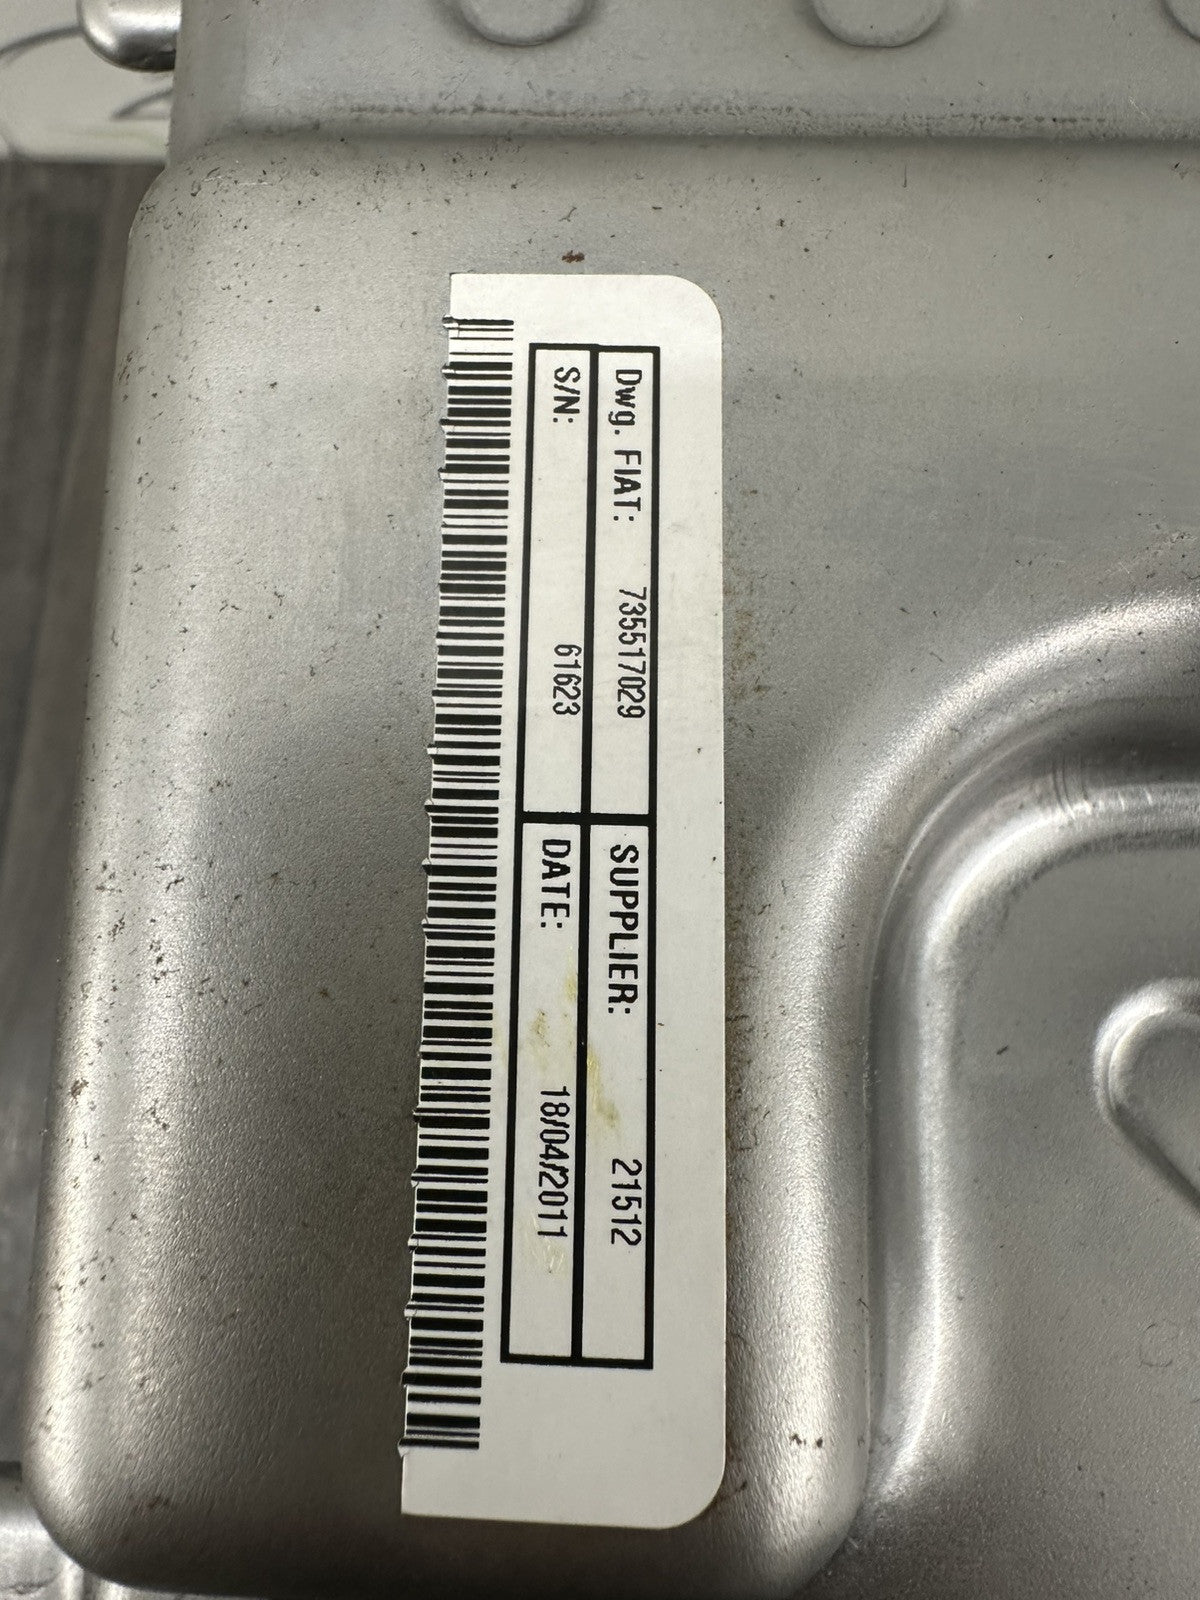 Dwg. FIAT: 735517029 SUPPLIER: 21512
S/N: 61623 DATE: 18/04/2011